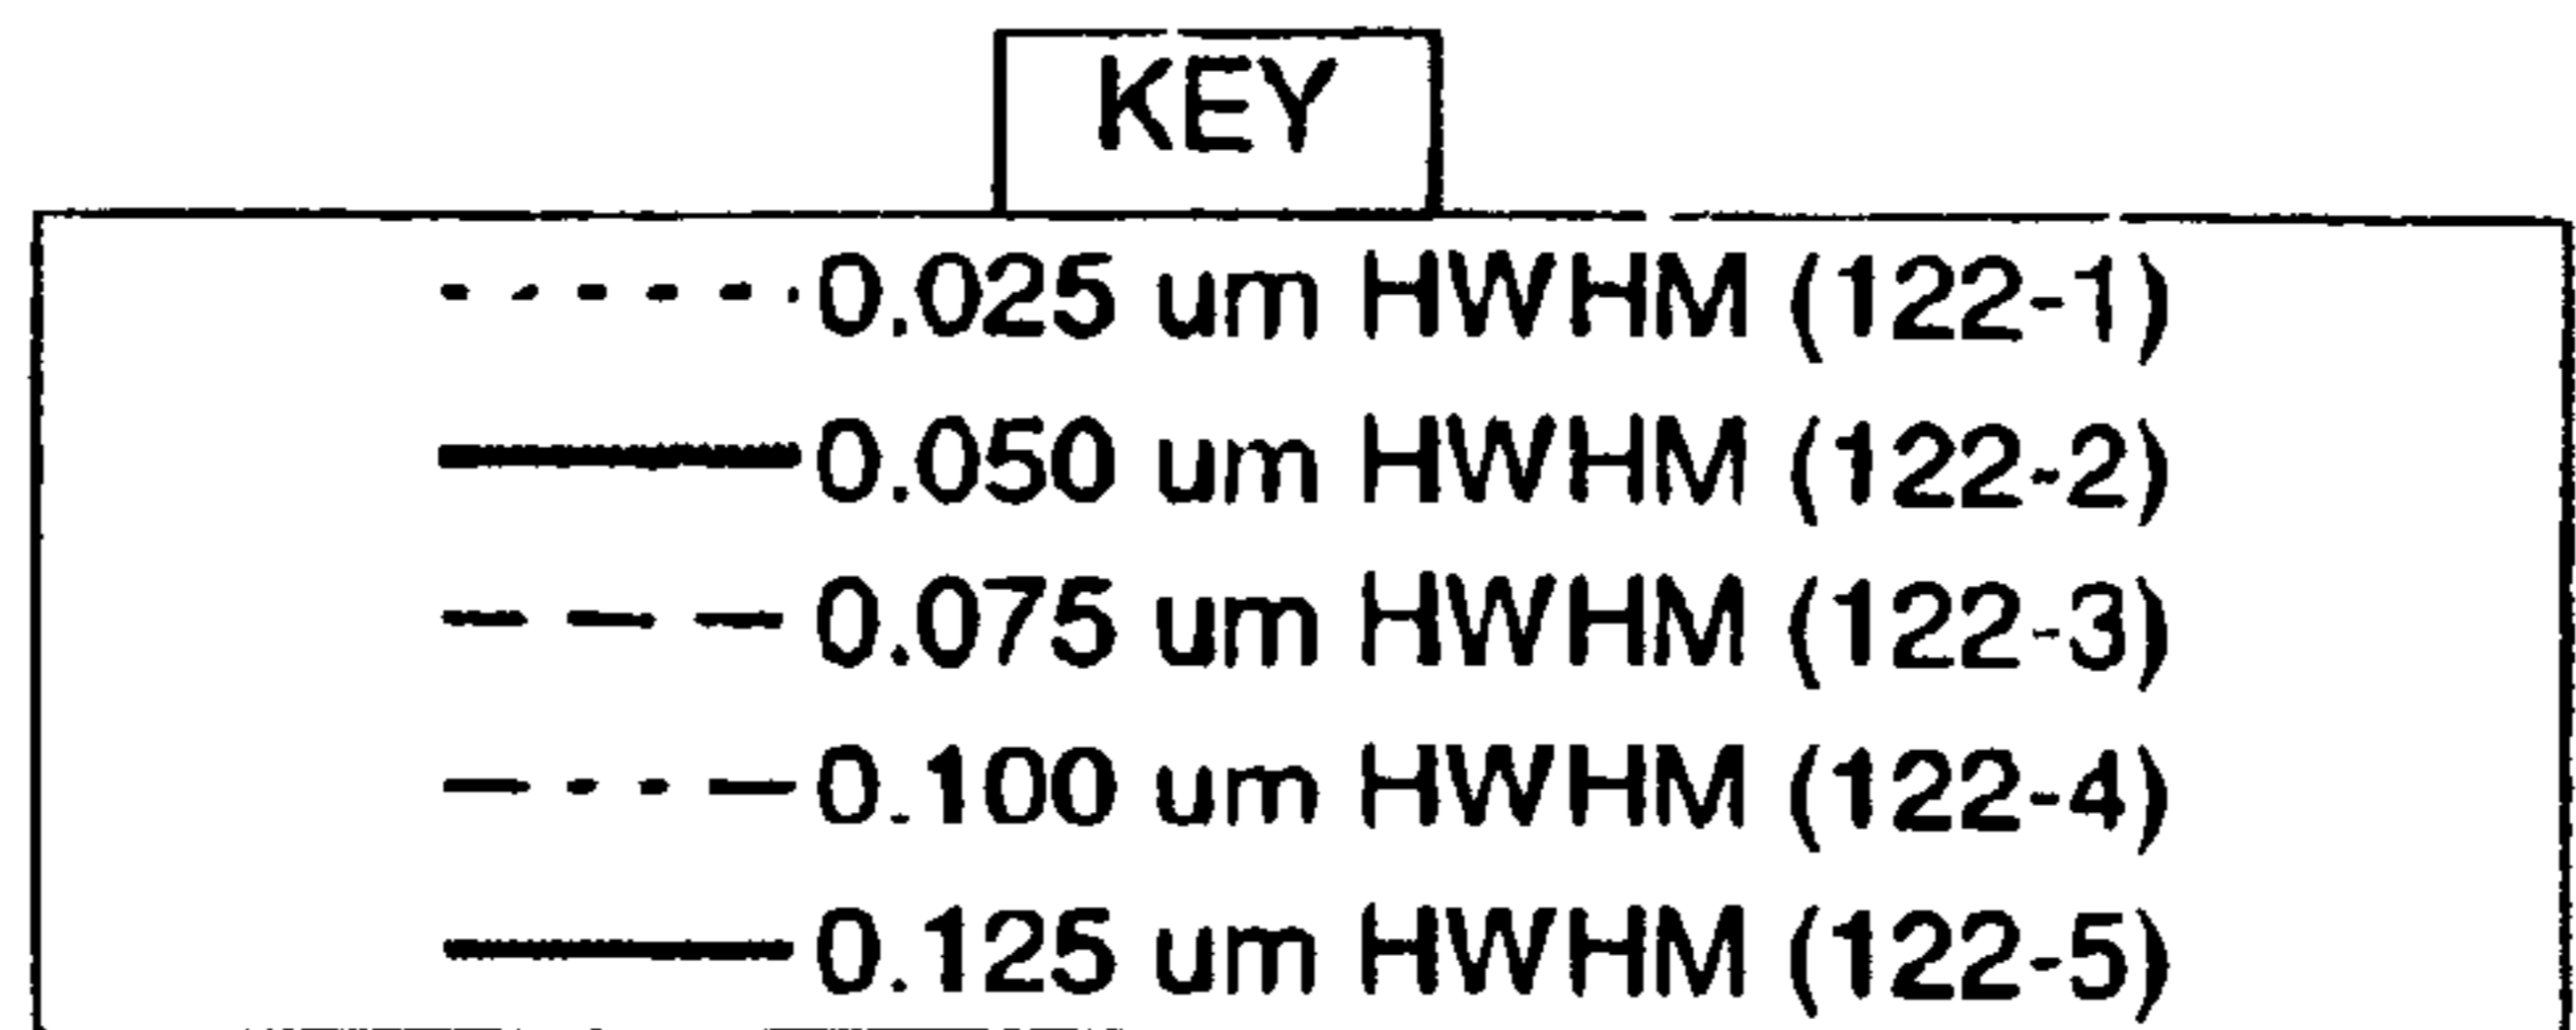 KEY
0.025 um HWHM (122-1)
0.050 um HWHM (122-2)
0.075 um HWHM (122-3)
0.100 um HWHM (122-4)
0.125 um HWHM (122-5)